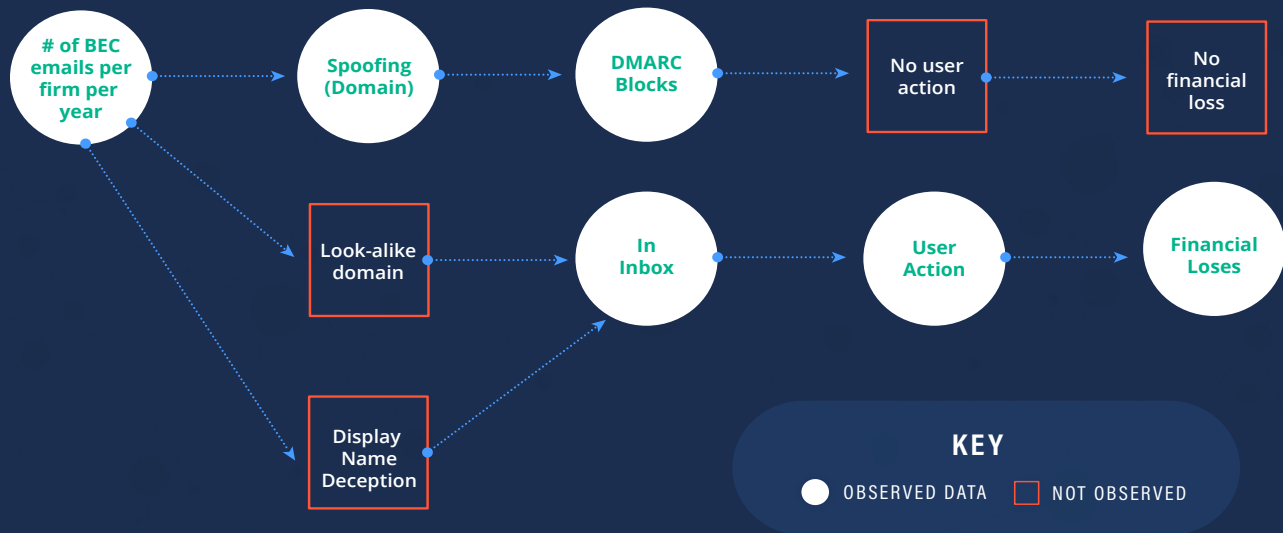 # of BEC
emails per
firm per
year
Spoofing
(Domain)
DMARC
Blocks
No user
action
No
financial
loss
Look-alike
domain
In
Inbox
User
Action
Financial
Loses
Display
Name
Deception
KEY
OBSERVED DATA
NOT OBSERVED